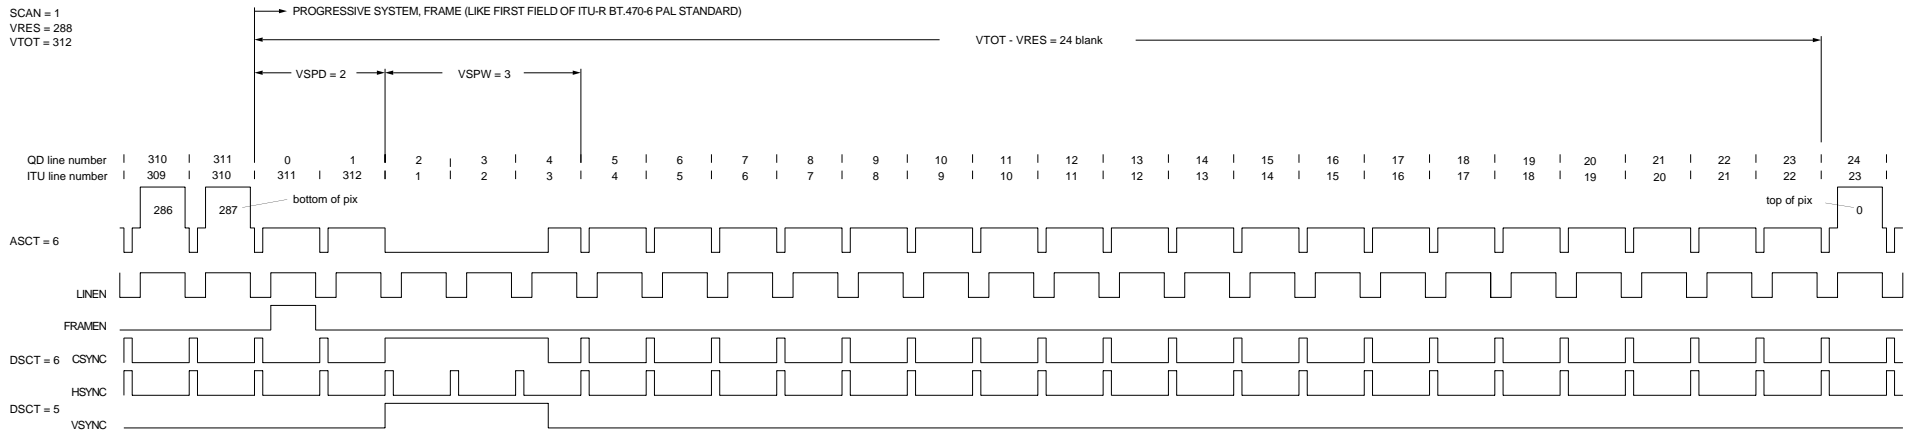 SCAN = 1
VRES = 288
VTOT = 312
PROGRESSIVE SYSTEM, FRAME (LIKE FIRST FIELD OF ITU-R BT.470-6 PAL STANDARD)
VTOT - VRES = 24 blank
VSPD = 2
VSPW = 3
QD line number 310 311 0 1 2 3 4 5 6 7 8 9 10 11 12 13 14 15 16 17 18 19 20 21 22 23 24
ITU line number 309 310 311 312 1 2 3 4 5 6 7 8 9 10 11 12 13 14 15 16 17 18 19 20 21 22 23
bottom of pix
top of pix
286 287 0
ASCT = 6
LINEN
FRAMEN
DSCT = 6 CSYNC
HSYNC
DSCT = 5
VSYNC